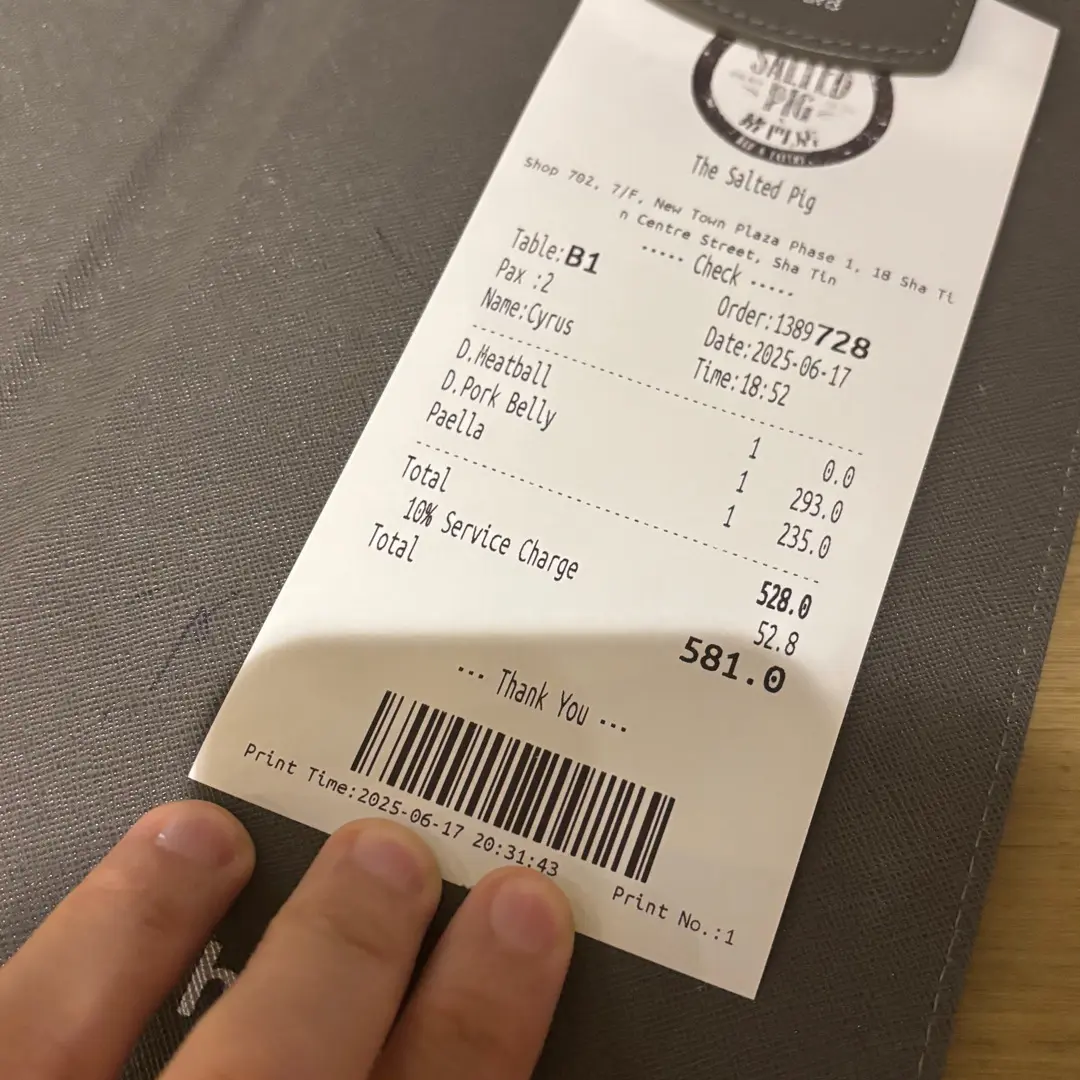 SALTED
PIG
The Salted Pig
Shop 702, 7/F, New Town Plaza Phase 1, 18 Sha Ti
n Centre Street, Sha Tin
..... Check .....
Table:B1
Pax :2
Name:Cyrus
Order:1389728
Date:2025-06-17
Time:18:52
D.Meatball 1 0.0
D.Pork Belly 1 293.0
Paella 1 235.0
Total 528.0
10% Service Charge 52.8
Total 581.0
... Thank You ...
Print Time:2025-06-17 20:31:43
Print No.:1
h